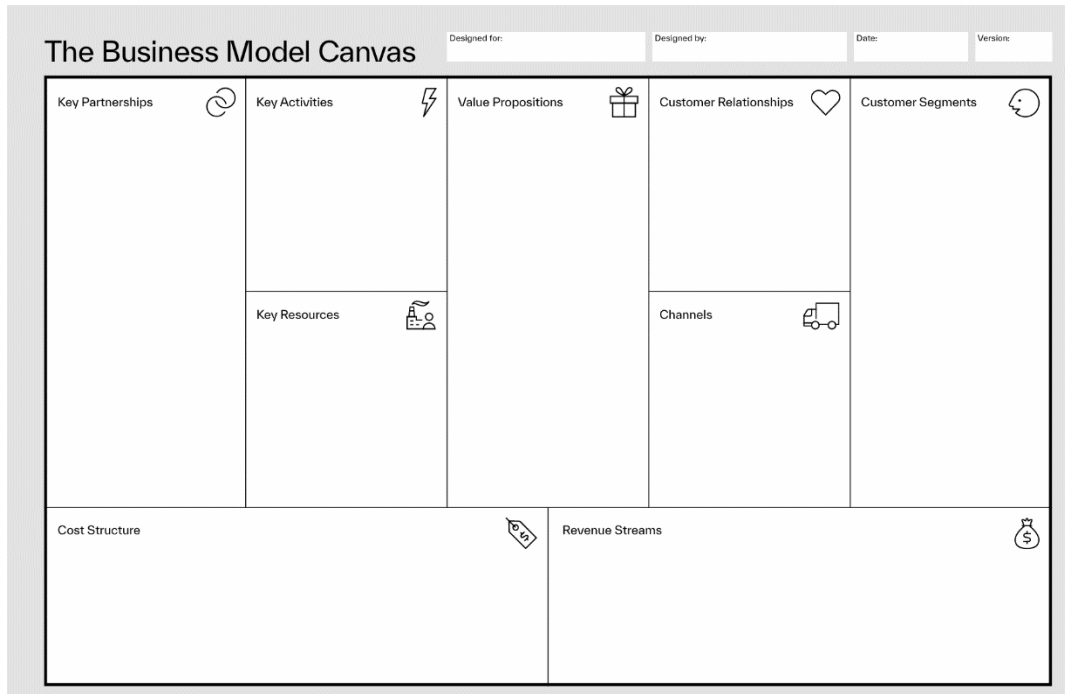 The Business Model Canvas
Designed for:
Designed by:
Date:
Version:
Key Partnerships
Key Activities
Value Propositions
Customer Relationships
Customer Segments
Key Resources
Channels
Cost Structure
$
Revenue Streams
$